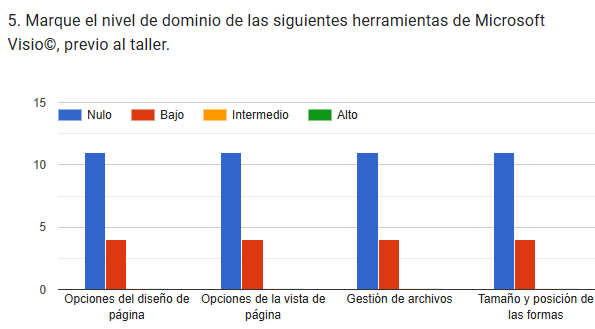 5. Marque el nivel de dominio de las siguientes herramientas de Microsoft
Visio©, previo al taller.
15
Nulo Bajo Intermedio Alto
10
5
0
Opciones del diseño de página
Opciones de la vista de página
Gestión de archivos
Tamaño y posición de las formas